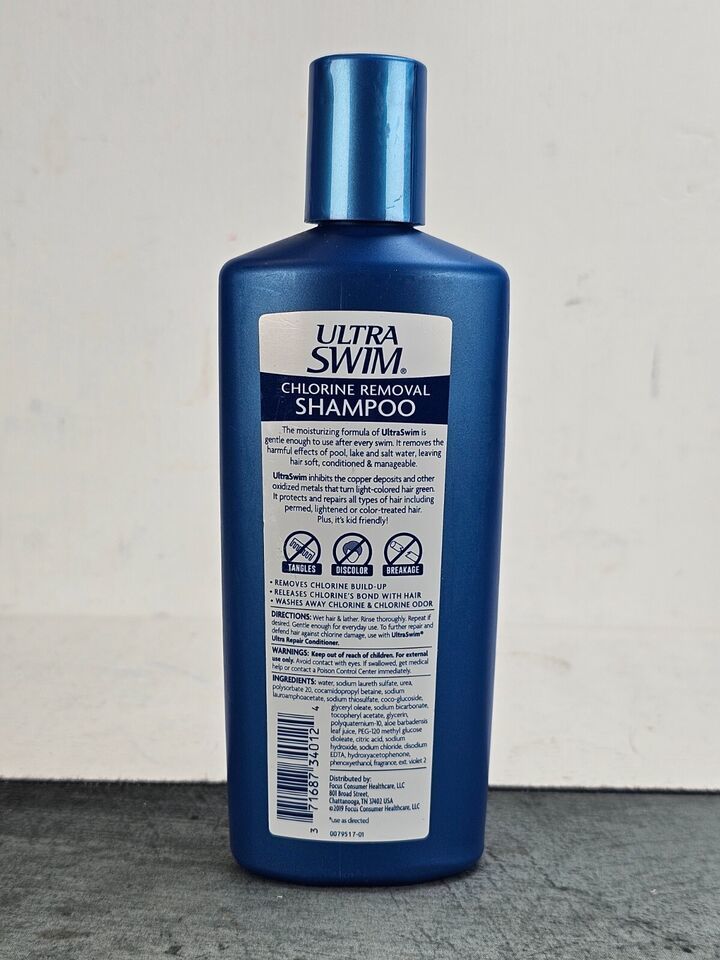 ULTRA
SWIM®
CHLORINE REMOVAL
SHAMPOO
The moisturizing formula of UltraSwim is
gentle enough to use after every swim. It removes the
harmful effects of pool, lake and salt water, leaving
hair soft, conditioned & manageable.
UltraSwim inhibits the copper deposits and other
oxidized metals that turn light-colored hair green.
It protects and repairs all types of hair including
permed, lightened or color-treated hair.
Plus, it's kid friendly!
TANGLES DISCOLOR BREAKAGE
• REMOVES CHLORINE BUILD-UP
• RELEASES CHLORINE'S BOND WITH HAIR
• WASHES AWAY CHLORINE & CHLORINE ODOR
DIRECTIONS: Wet hair & lather. Rinse thoroughly. Repeat if
desired. Gentle enough for everyday use. To further repair and
defend hair against chlorine damage, use with UltraSwim®
Ultra Repair Conditioner.
WARNINGS: Keep out of reach of children. For external
use only. Avoid contact with eyes. If swallowed, get medical
help or contact a Poison Control Center immediately.
INGREDIENTS: water, sodium laureth sulfate, urea,
polysorbate 20, cocamidopropyl betaine, sodium
lauroamphoacetate, sodium thiosulfate, coco-glucoside,
glyceryl oleate, sodium bicarbonate,
tocopheryl acetate, glycerin,
polyquaternium-10, aloe barbadensis
leaf juice, PEG-120 methyl glucose
dioleate, citric acid, sodium
hydroxide, sodium chloride, disodium
EDTA, hydroxyacetophenone,
phenoxyethanol, fragrance, ext. violet 2
3 71687 34012 4
Distributed by:
Focus Consumer Healthcare, LLC
801 Broad Street,
Chattanooga, TN 37402 USA
©2019 Focus Consumer Healthcare, LLC
*use as directed
0079517-01